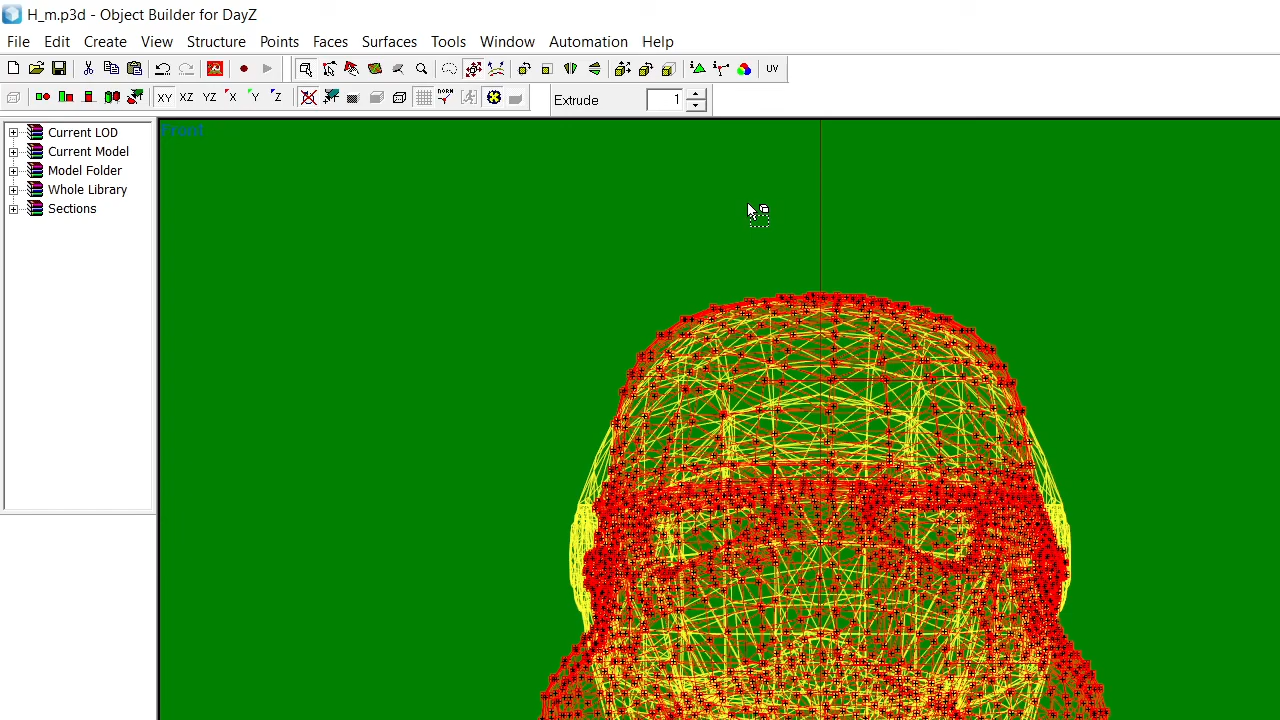 H_m.p3d - Object Builder for DayZ
File Edit Create View Structure Points Faces Surfaces Tools Window Automation Help
UV
XY XZ YZ X Y Z NORM Extrude 1
Current LOD
Current Model
Model Folder
Whole Library
Sections
Front